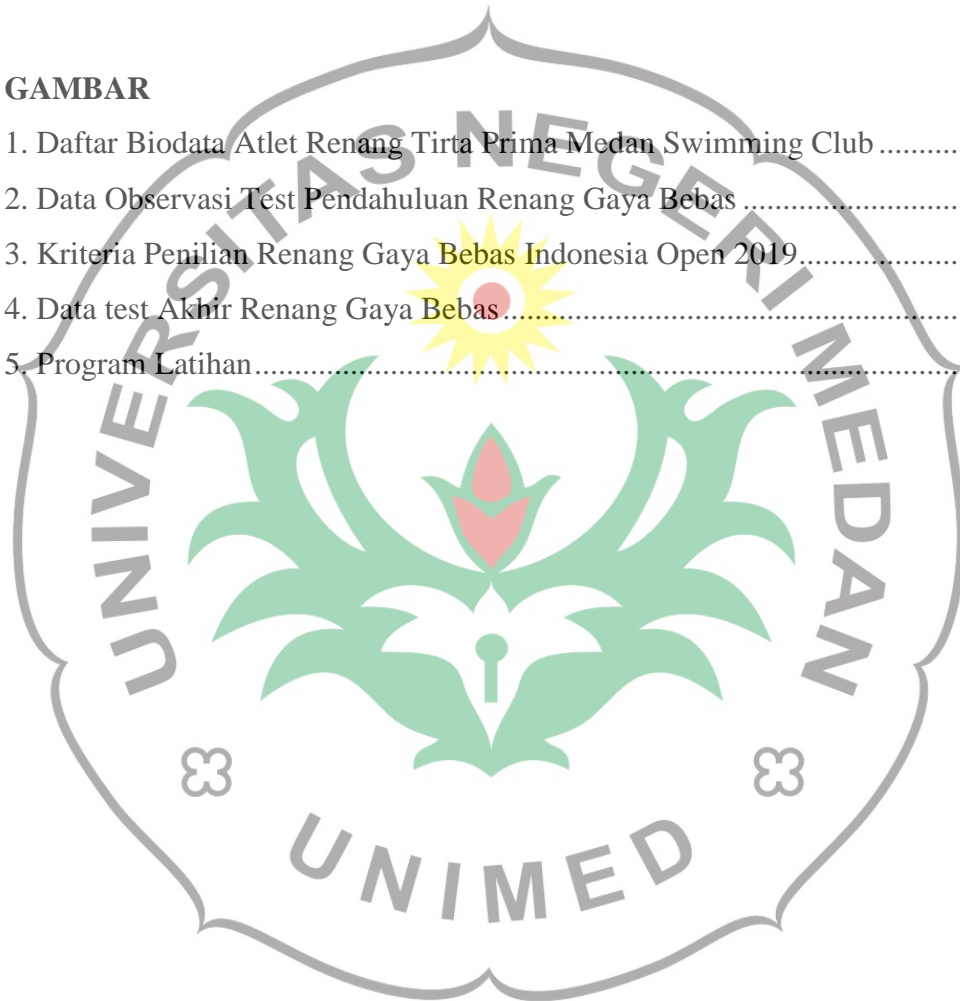 GAMBAR
1. Daftar Biodata Atlet Renang Tirta Prima Medan Swimming Club ..........
2. Data Observasi Test Pendahuluan Renang Gaya Bebas ...........................
3. Kriteria Penilian Renang Gaya Bebas Indonesia Open 2019....................
4. Data test Akhir Renang Gaya Bebas .........................................................
5. Program Latihan........................................................................................
UNIVERSITAS NEGERI MEDAN
UNIMED